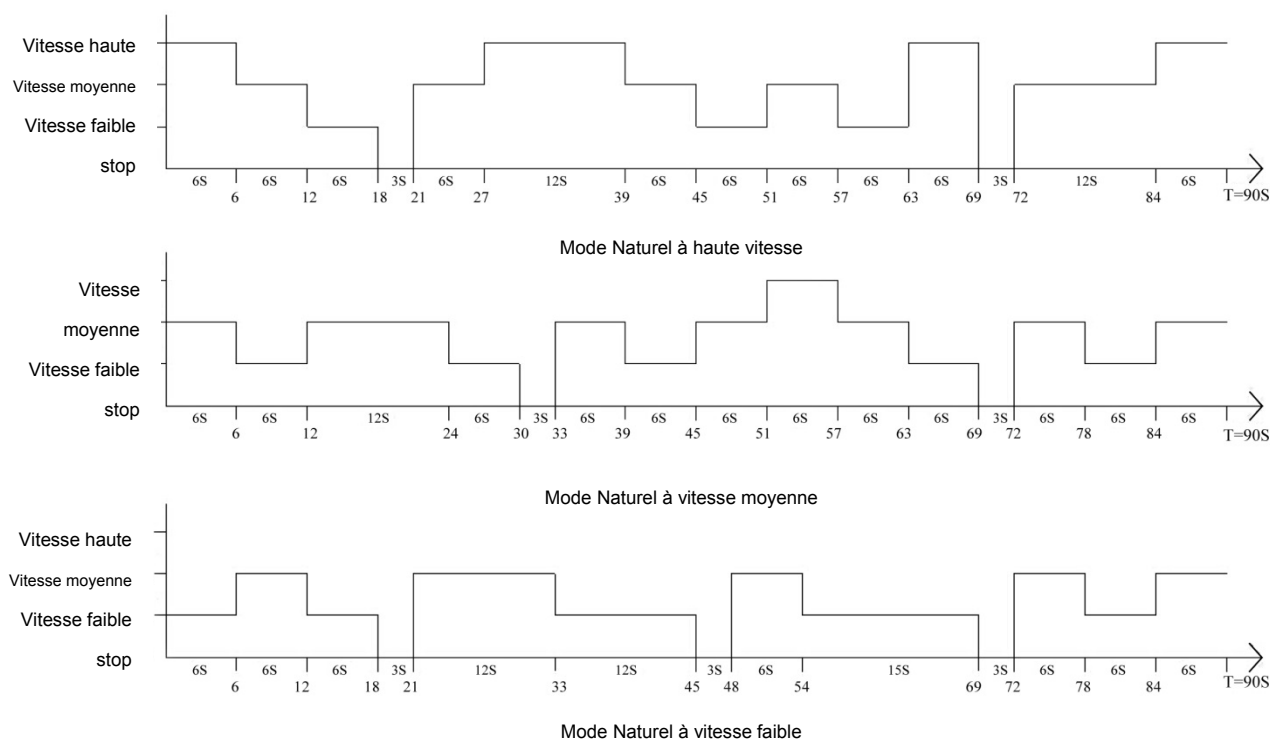 Vitesse haute
Vitesse moyenne
Vitesse faible
stop
6S 6S 6S 3S 6S 12S 6S 6S 6S 6S 6S 3S 12S 6S
6 12 18 21 27 39 45 51 57 63 69 72 84 T=90S
Mode Naturel à haute vitesse
Vitesse
moyenne
Vitesse faible
stop
6S 6S 12S 6S 3S 6S 6S 6S 6S 6S 6S 3S 6S 6S 6S
6 12 24 30 33 39 45 51 57 63 69 72 78 84 T=90S
Mode Naturel à vitesse moyenne
Vitesse haute
Vitesse moyenne
Vitesse faible
stop
6S 6S 6S 3S 12S 12S 3S 6S 15S 3S 6S 6S 6S
6 12 18 21 33 45 48 54 69 72 78 84 T=90S
Mode Naturel à vitesse faible